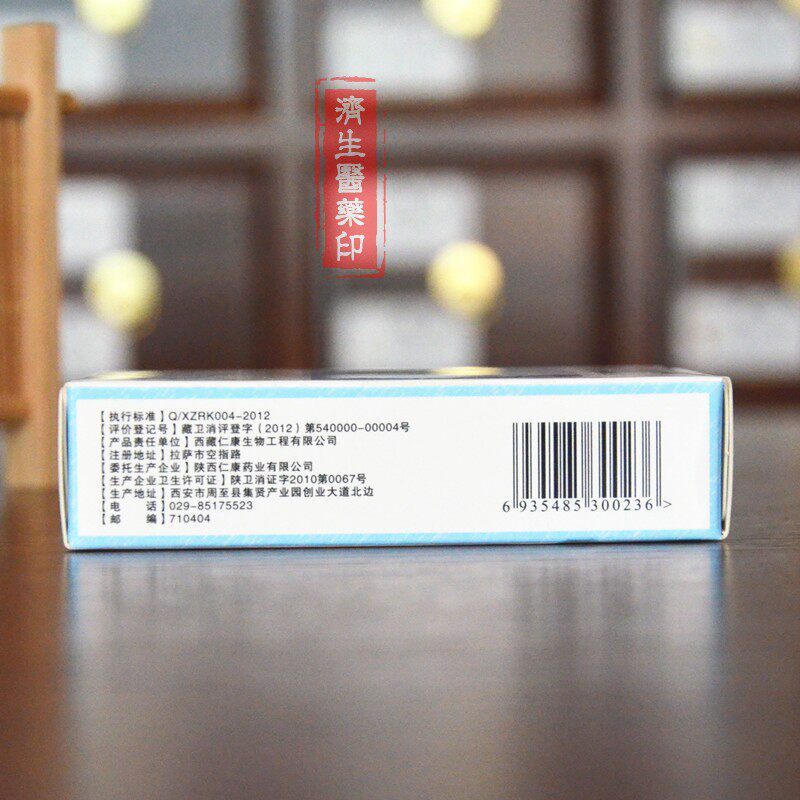 濟生醫藥印
【执行标准】Q/XZRK004-2012
【评价登记号】藏卫消评登字(2012)第540000-00004号
【产品责任单位】西藏仁康生物工程有限公司
【注册地址】拉萨市空指路
【委托生产企业】陕西仁康药业有限公司
【生产企业卫生许可证】陕卫消证字2010第0067号
【生产地址】西安市周至县集贤产业园创业大道北边
【电 话】029-85175523
【邮 编】710404
6 935485 300236 >